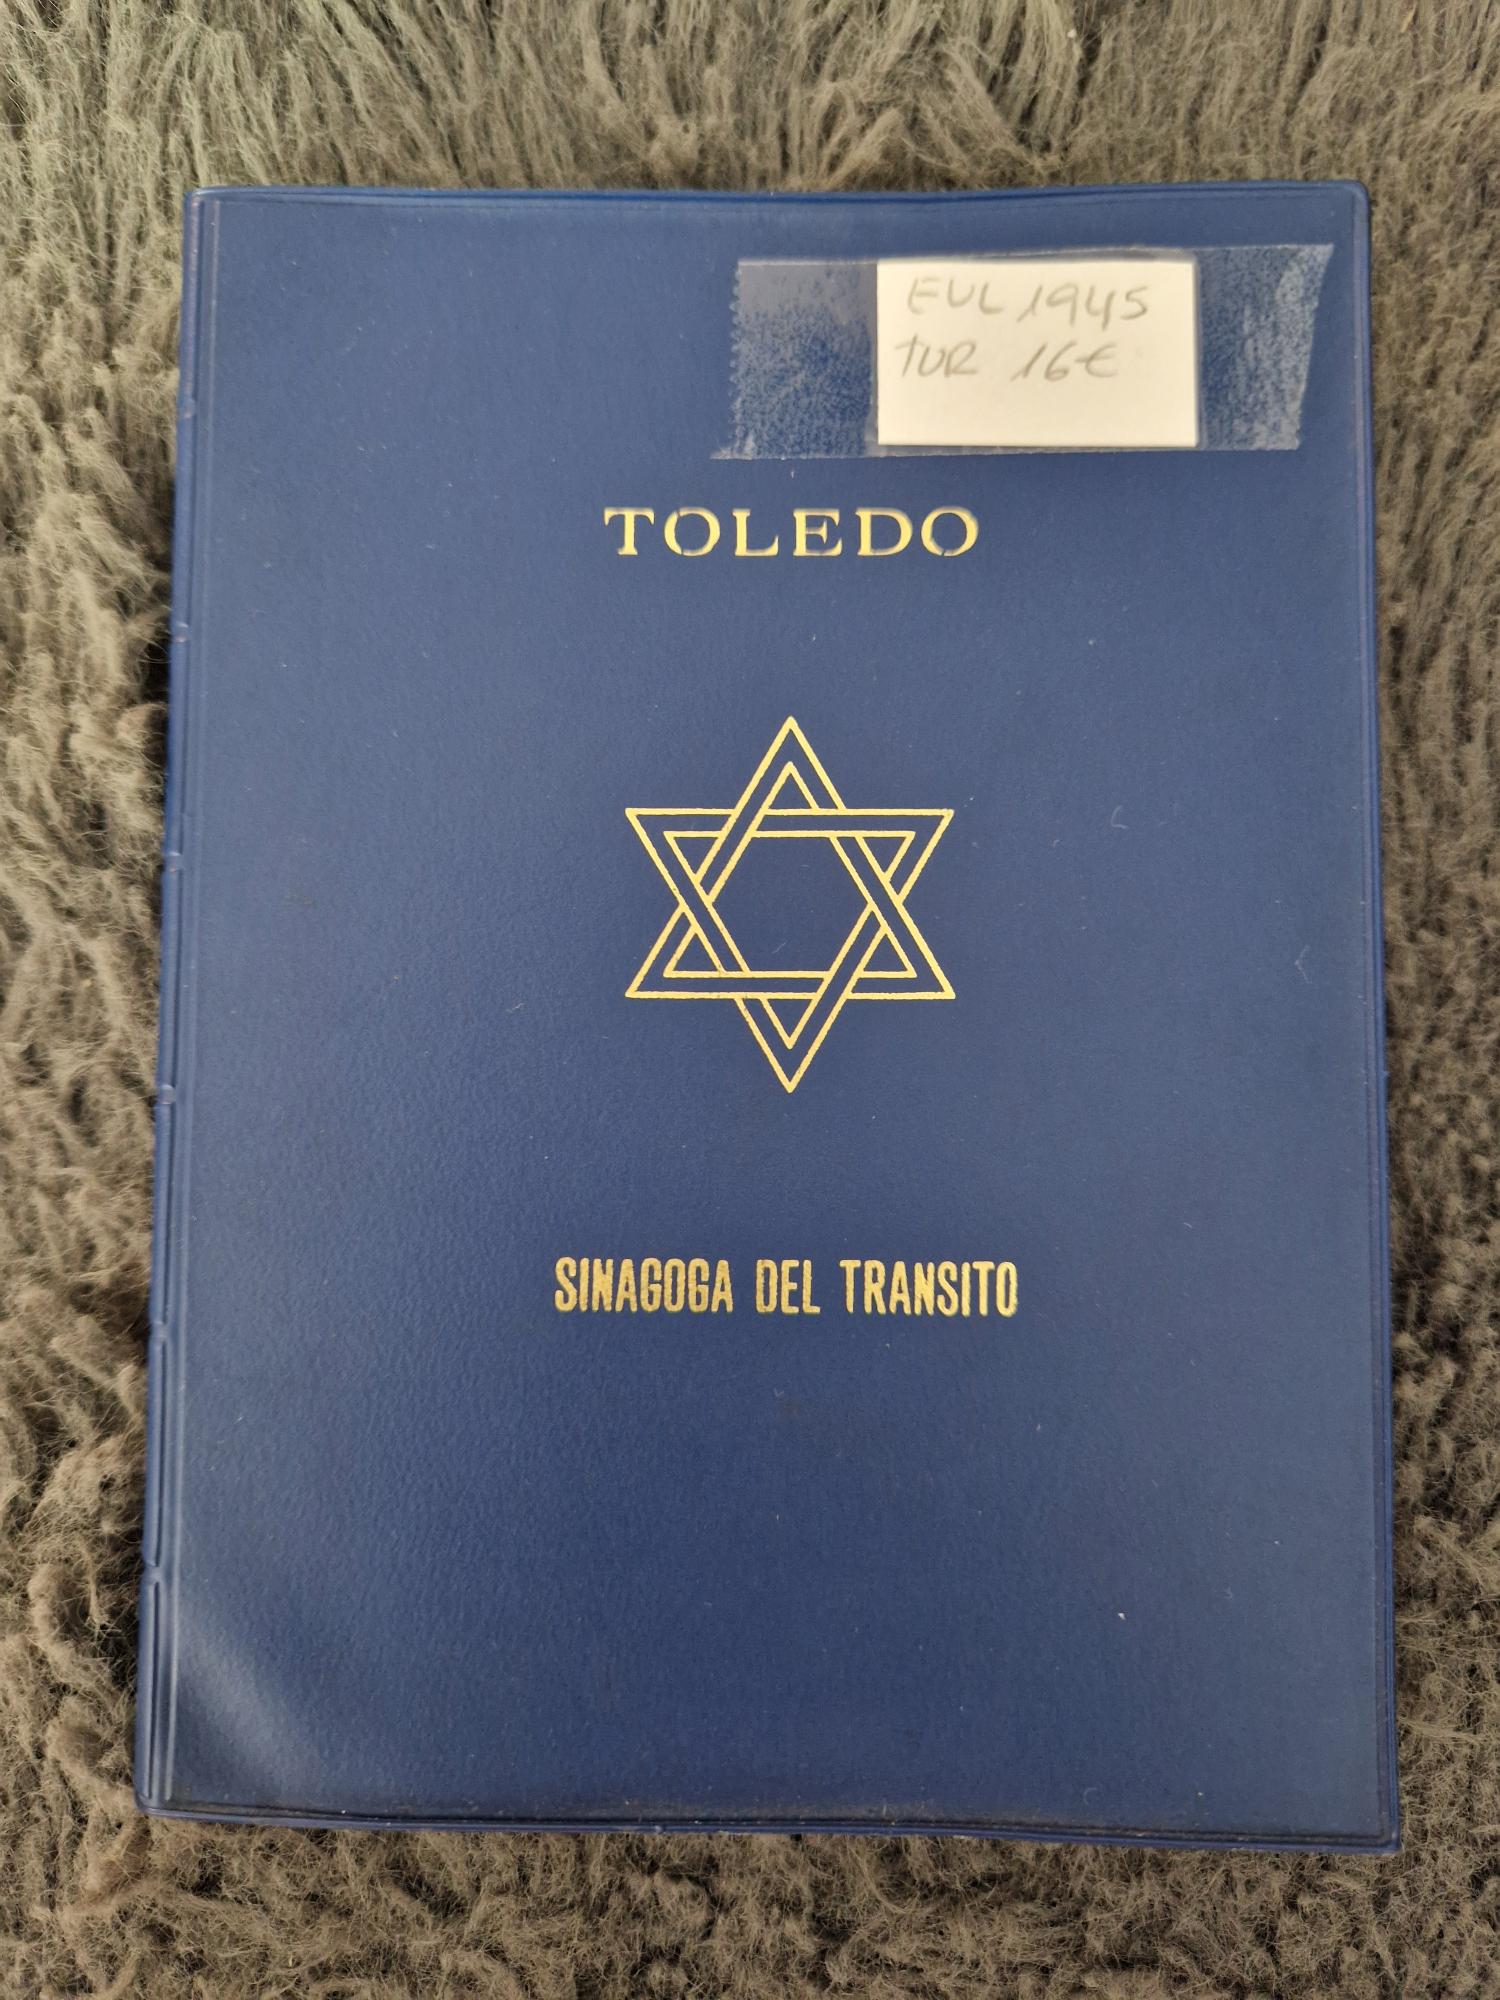 EUL 1945
TUR 16€
TOLEDO
SINAGOGA DEL TRANSITO